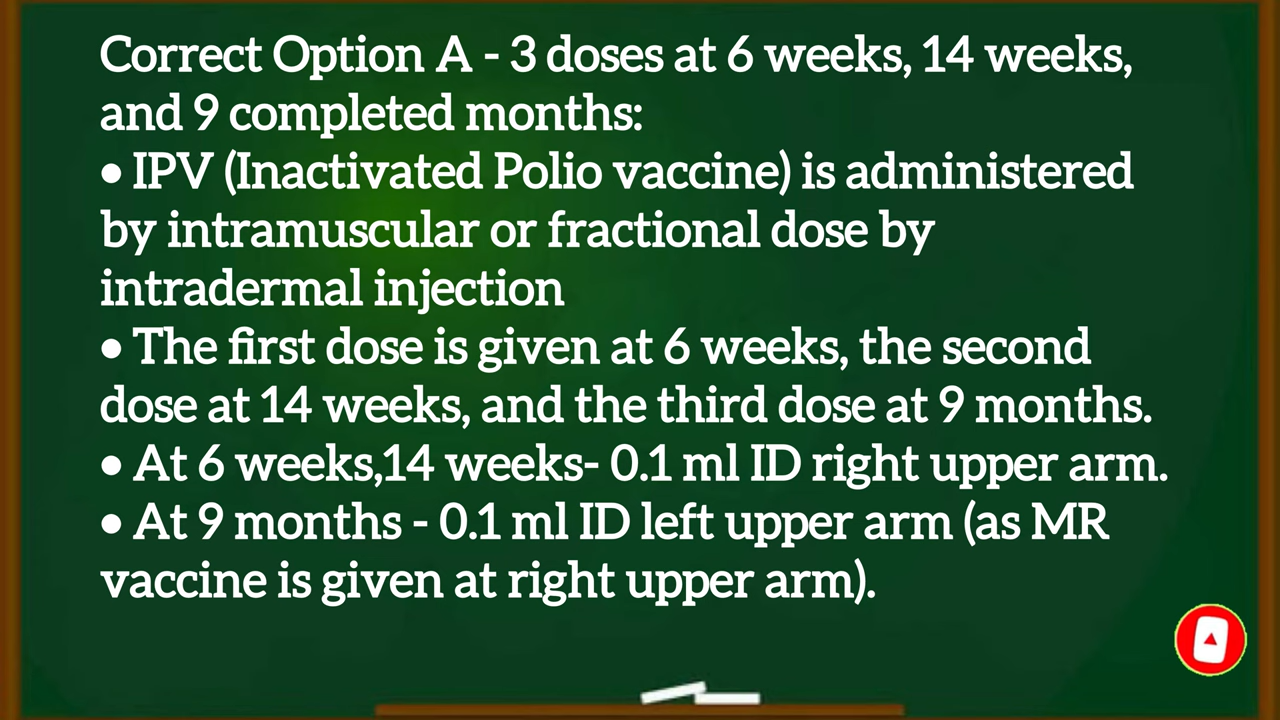 Correct Option A - 3 doses at 6 weeks, 14 weeks,
and 9 completed months:
• IPV (Inactivated Polio vaccine) is administered
by intramuscular or fractional dose by
intradermal injection
• The first dose is given at 6 weeks, the second
dose at 14 weeks, and the third dose at 9 months.
• At 6 weeks,14 weeks- 0.1 ml ID right upper arm.
• At 9 months - 0.1 ml ID left upper arm (as MR
vaccine is given at right upper arm).